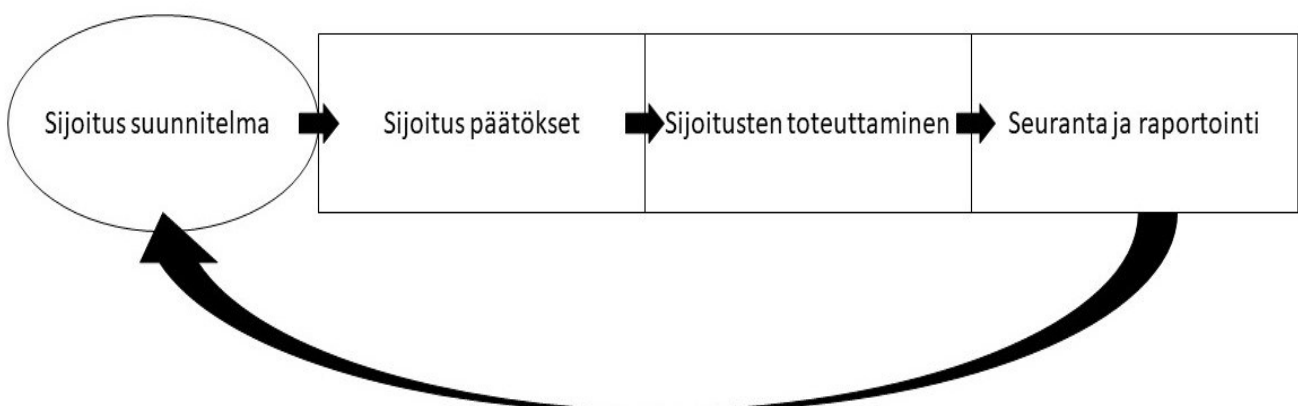 Sijoitus suunnitelma
Sijoitus päätökset
Sijoitusten toteuttaminen
Seuranta ja raportointi